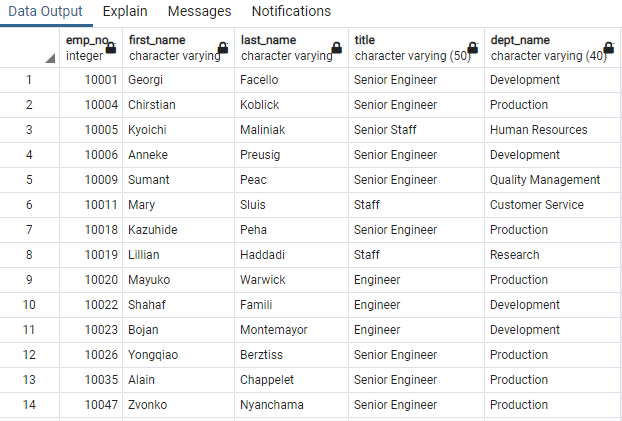 Data Output Explain Messages Notifications
emp_no first_name last_name title dept_name
integer character varying character varying character varying (50) character varying (40)
1 10001 Georgi Facello Senior Engineer Development
2 10004 Chirstian Koblick Senior Engineer Production
3 10005 Kyoichi Maliniak Senior Staff Human Resources
4 10006 Anneke Preusig Senior Engineer Development
5 10009 Sumant Peac Senior Engineer Quality Management
6 10011 Mary Sluis Staff Customer Service
7 10018 Kazuhide Peha Senior Engineer Production
8 10019 Lillian Haddadi Staff Research
9 10020 Mayuko Warwick Engineer Production
10 10022 Shahaf Famili Engineer Development
11 10023 Bojan Montemayor Engineer Development
12 10026 Yongqiao Berztiss Senior Engineer Production
13 10035 Alain Chappelet Senior Engineer Production
14 10047 Zvonko Nyanchama Senior Engineer Production